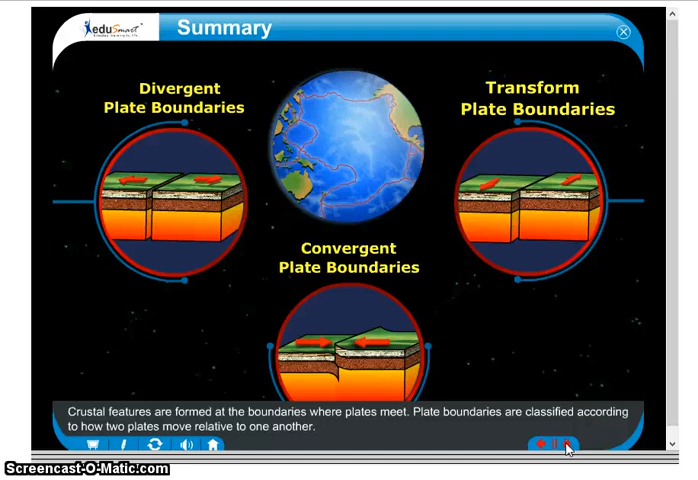 eduSmart
Summary
Divergent
Plate Boundaries
Transform
Plate Boundaries
Convergent
Plate Boundaries
Crustal features are formed at the boundaries where plates meet. Plate boundaries are classified according
to how two plates move relative to one another.
Screencast-O-Matic.com